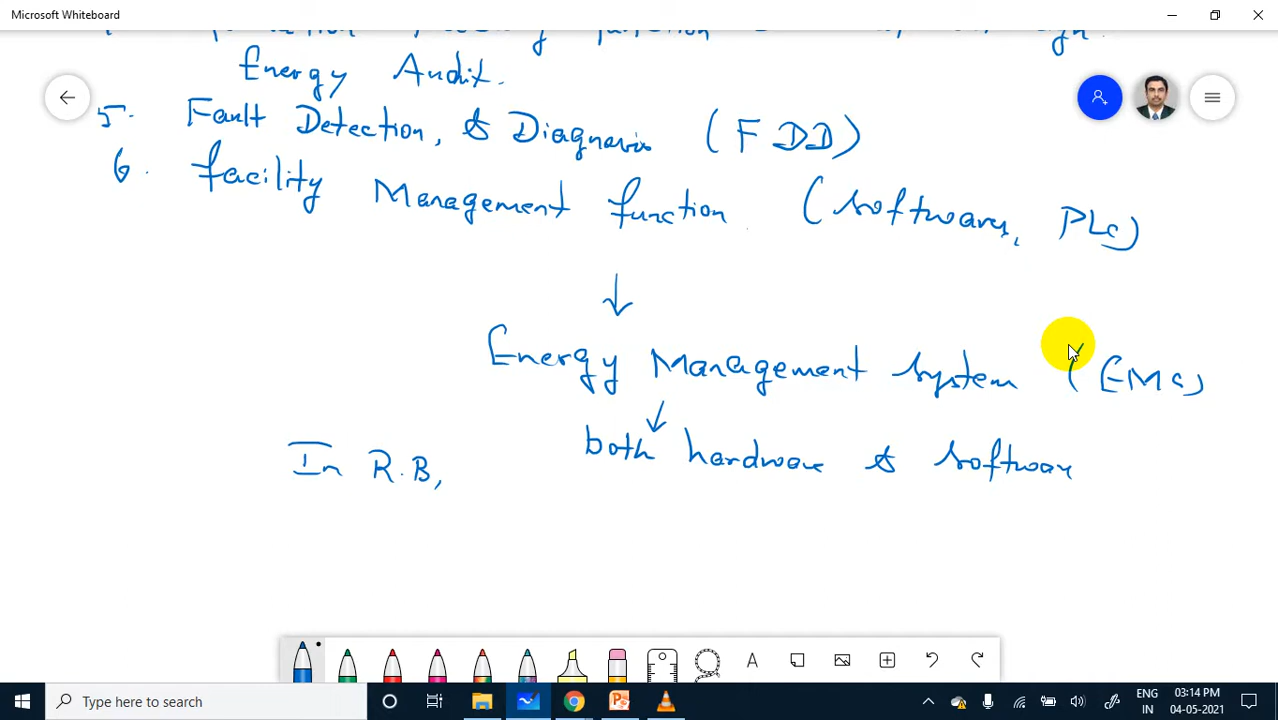 Microsoft Whiteboard
function
Energy Audit.
5. Fault Detection, & Diagnosis (FDD)
6. facility Management function (software, PLC)
↓
Energy Management System (EMS)
↓
both hardware & software
In R.B,
A
Type here to search
ENG
IN
03:14 PM
04-05-2021